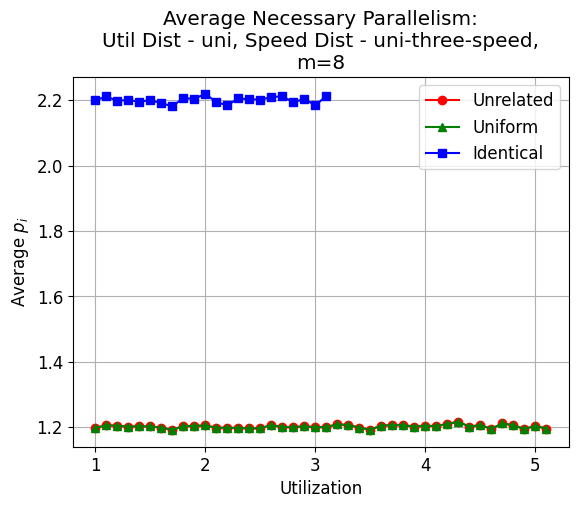 Average Necessary Parallelism:
Util Dist - uni, Speed Dist - uni-three-speed,
m=8
Unrelated
Uniform
Identical
2.2
2.0
1.8
1.6
1.4
1.2
Average p_i
1
2
3
4
5
Utilization